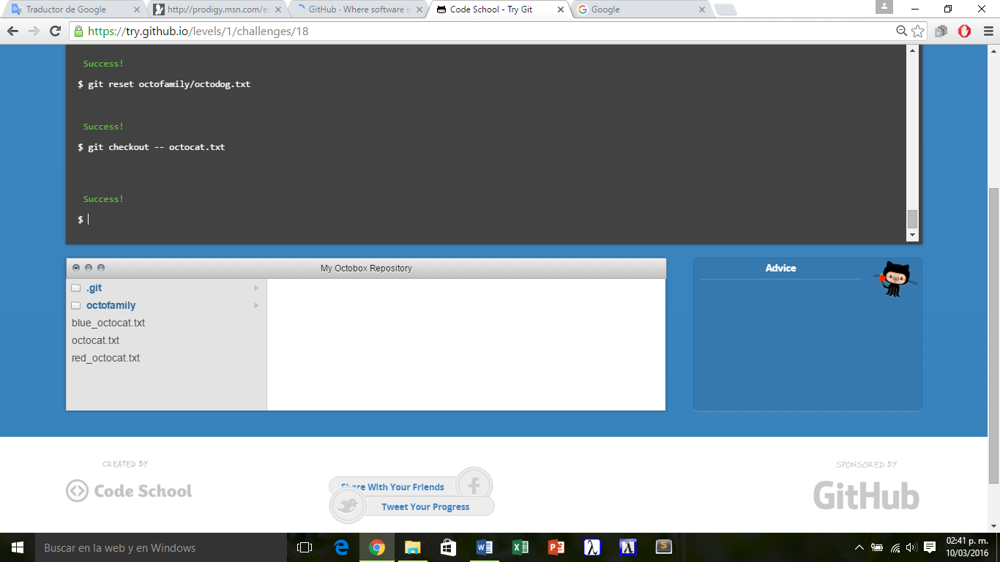 Traductor de Google
http://prodigy.msn.com/es
GitHub · Where software is
Code School - Try Git
Google
https://try.github.io/levels/1/challenges/18
Success!
$ git reset octofamily/octodog.txt
Success!
$ git checkout -- octocat.txt
Success!
$
My Octobox Repository
.git
octofamily
blue_octocat.txt
octocat.txt
red_octocat.txt
Advice
CREATED BY
Code School
Share With Your Friends
Tweet Your Progress
SPONSORED BY
GitHub
Buscar en la web y en Windows
02:41 p. m.
10/03/2016